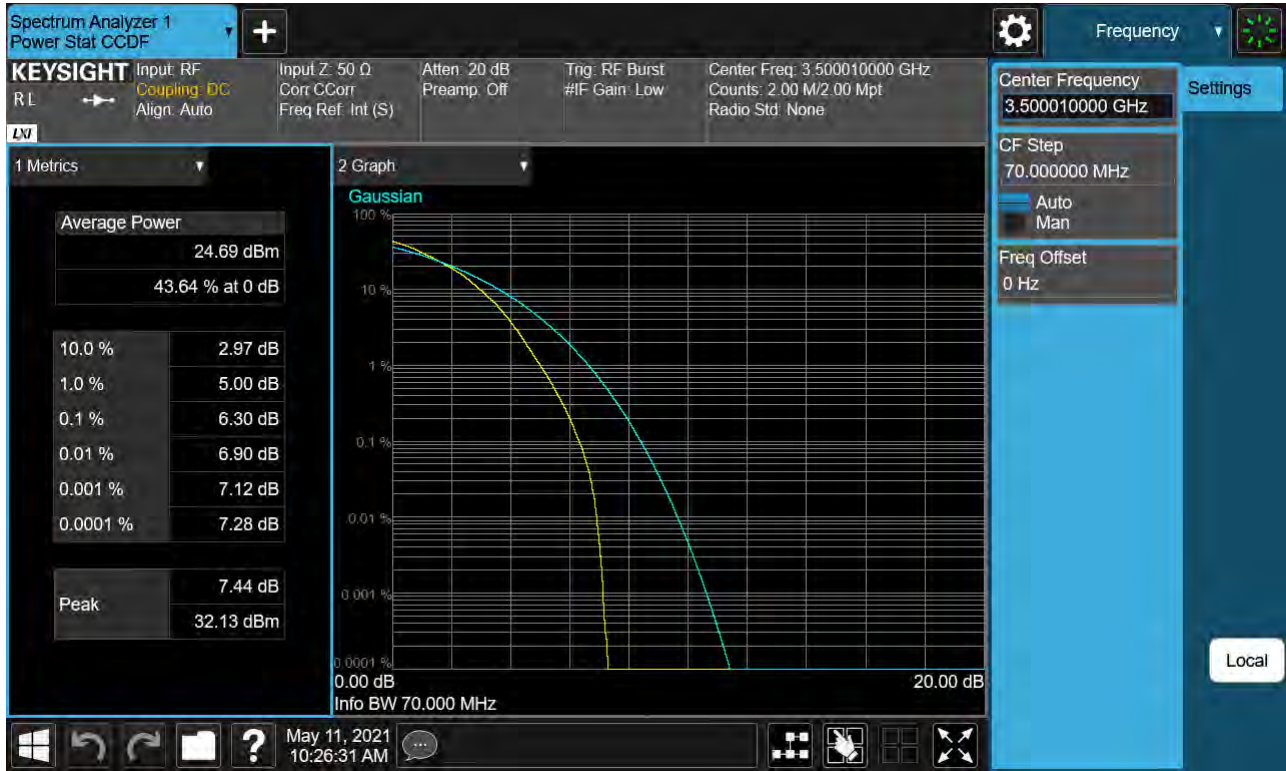 Spectrum Analyzer 1
Power Stat CCDF
+
Frequency
KEYSIGHT
RL
LXI
Input: RF
Coupling: DC
Align: Auto
Input Z: 50 Ω
Corr CCorr
Freq Ref: Int (S)
Atten: 20 dB
Preamp: Off
Trig: RF Burst
#IF Gain: Low
Center Freq: 3.500010000 GHz
Counts: 2.00 M/2.00 Mpt
Radio Std: None
Center Frequency
3.500010000 GHz
Settings
CF Step
70.000000 MHz
Auto
Man
Freq Offset
0 Hz
1 Metrics
Average Power
24.69 dBm
43.64 % at 0 dB
10.0 % 2.97 dB
1.0 % 5.00 dB
0.1 % 6.30 dB
0.01 % 6.90 dB
0.001 % 7.12 dB
0.0001 % 7.28 dB
Peak
7.44 dB
32.13 dBm
2 Graph
Gaussian
100 %
10 %
1 %
0.1 %
0.01 %
0.001 %
0.0001 %
0.00 dB 20.00 dB
Info BW 70.000 MHz
Local
?
May 11, 2021
10:26:31 AM